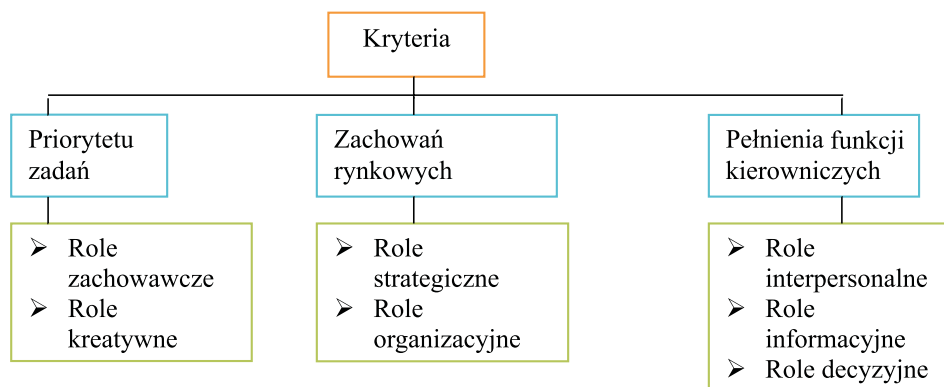 Kryteria
Priorytetu
zadań
Zachowań
rynkowych
Pełnienia funkcji
kierowniczych
➢ Role
zachowawcze
➢ Role
kreatywne
➢ Role
strategiczne
➢ Role
organizacyjne
➢ Role
interpersonalne
➢ Role
informacyjne
➢ Role decyzyjne